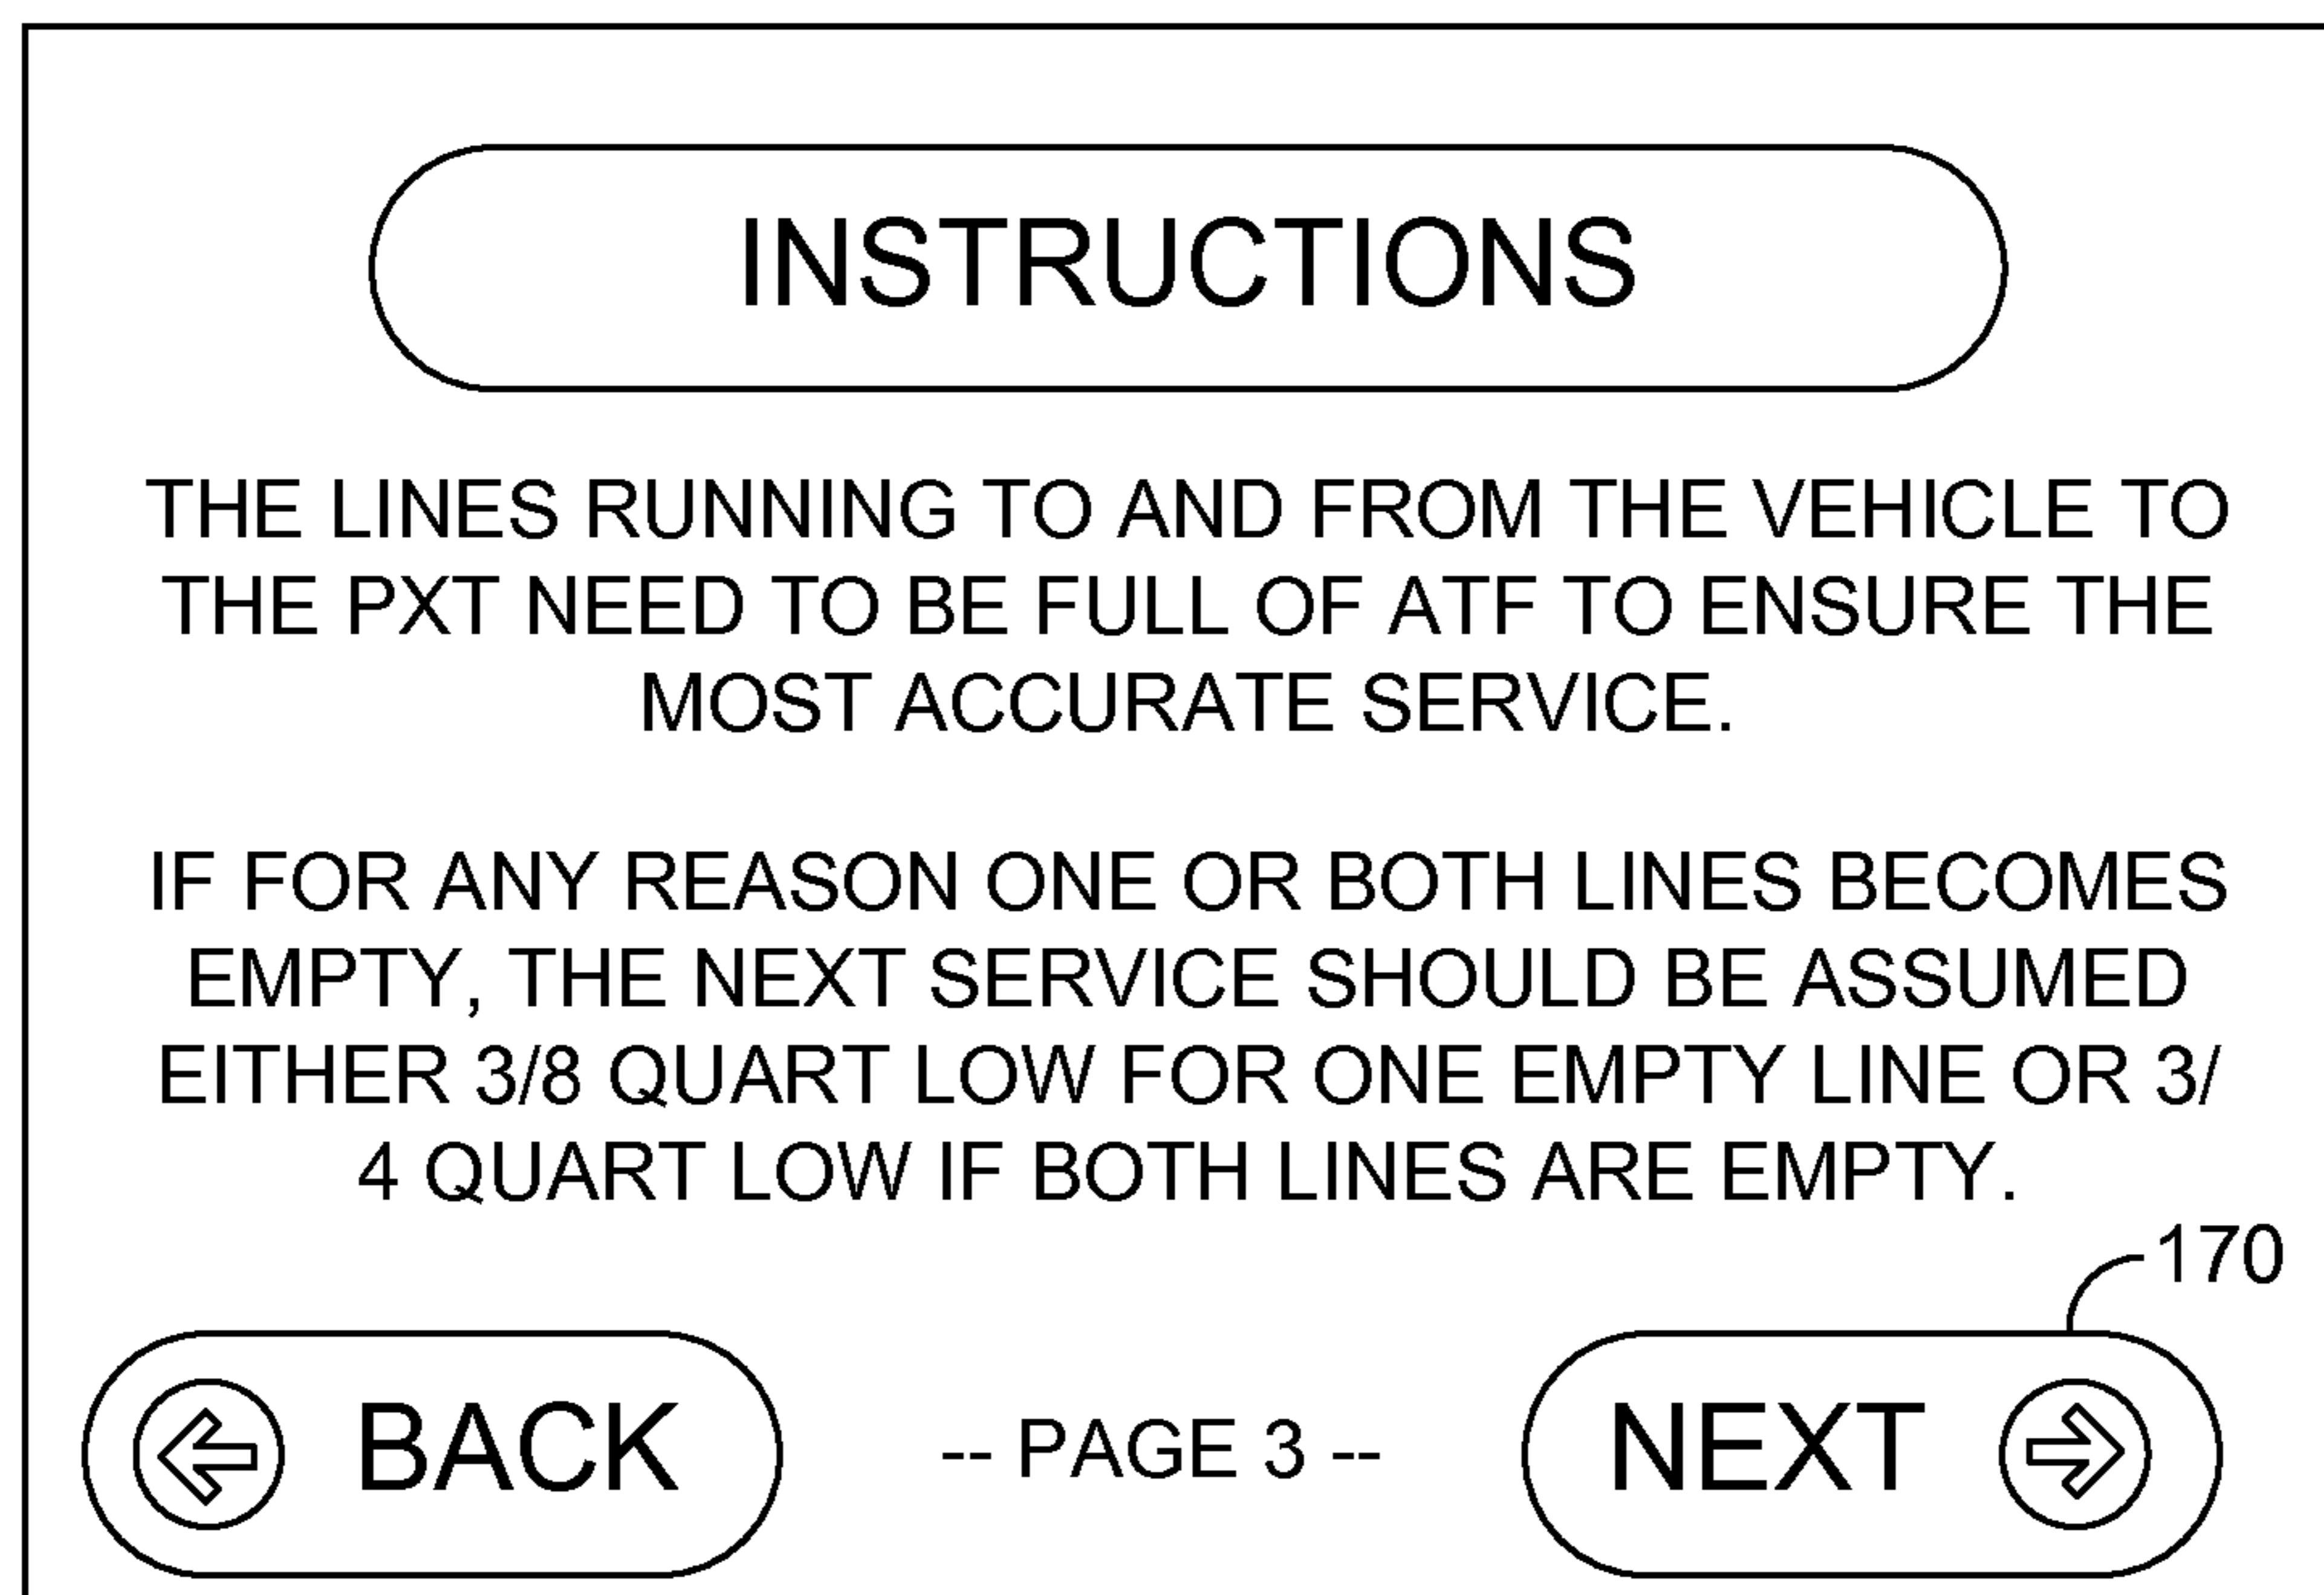 INSTRUCTIONS
THE LINES RUNNING TO AND FROM THE VEHICLE TO
THE PXT NEED TO BE FULL OF ATF TO ENSURE THE
MOST ACCURATE SERVICE.
IF FOR ANY REASON ONE OR BOTH LINES BECOMES
EMPTY, THE NEXT SERVICE SHOULD BE ASSUMED
EITHER 3/8 QUART LOW FOR ONE EMPTY LINE OR 3/
4 QUART LOW IF BOTH LINES ARE EMPTY.
170
BACK
-- PAGE 3 --
NEXT